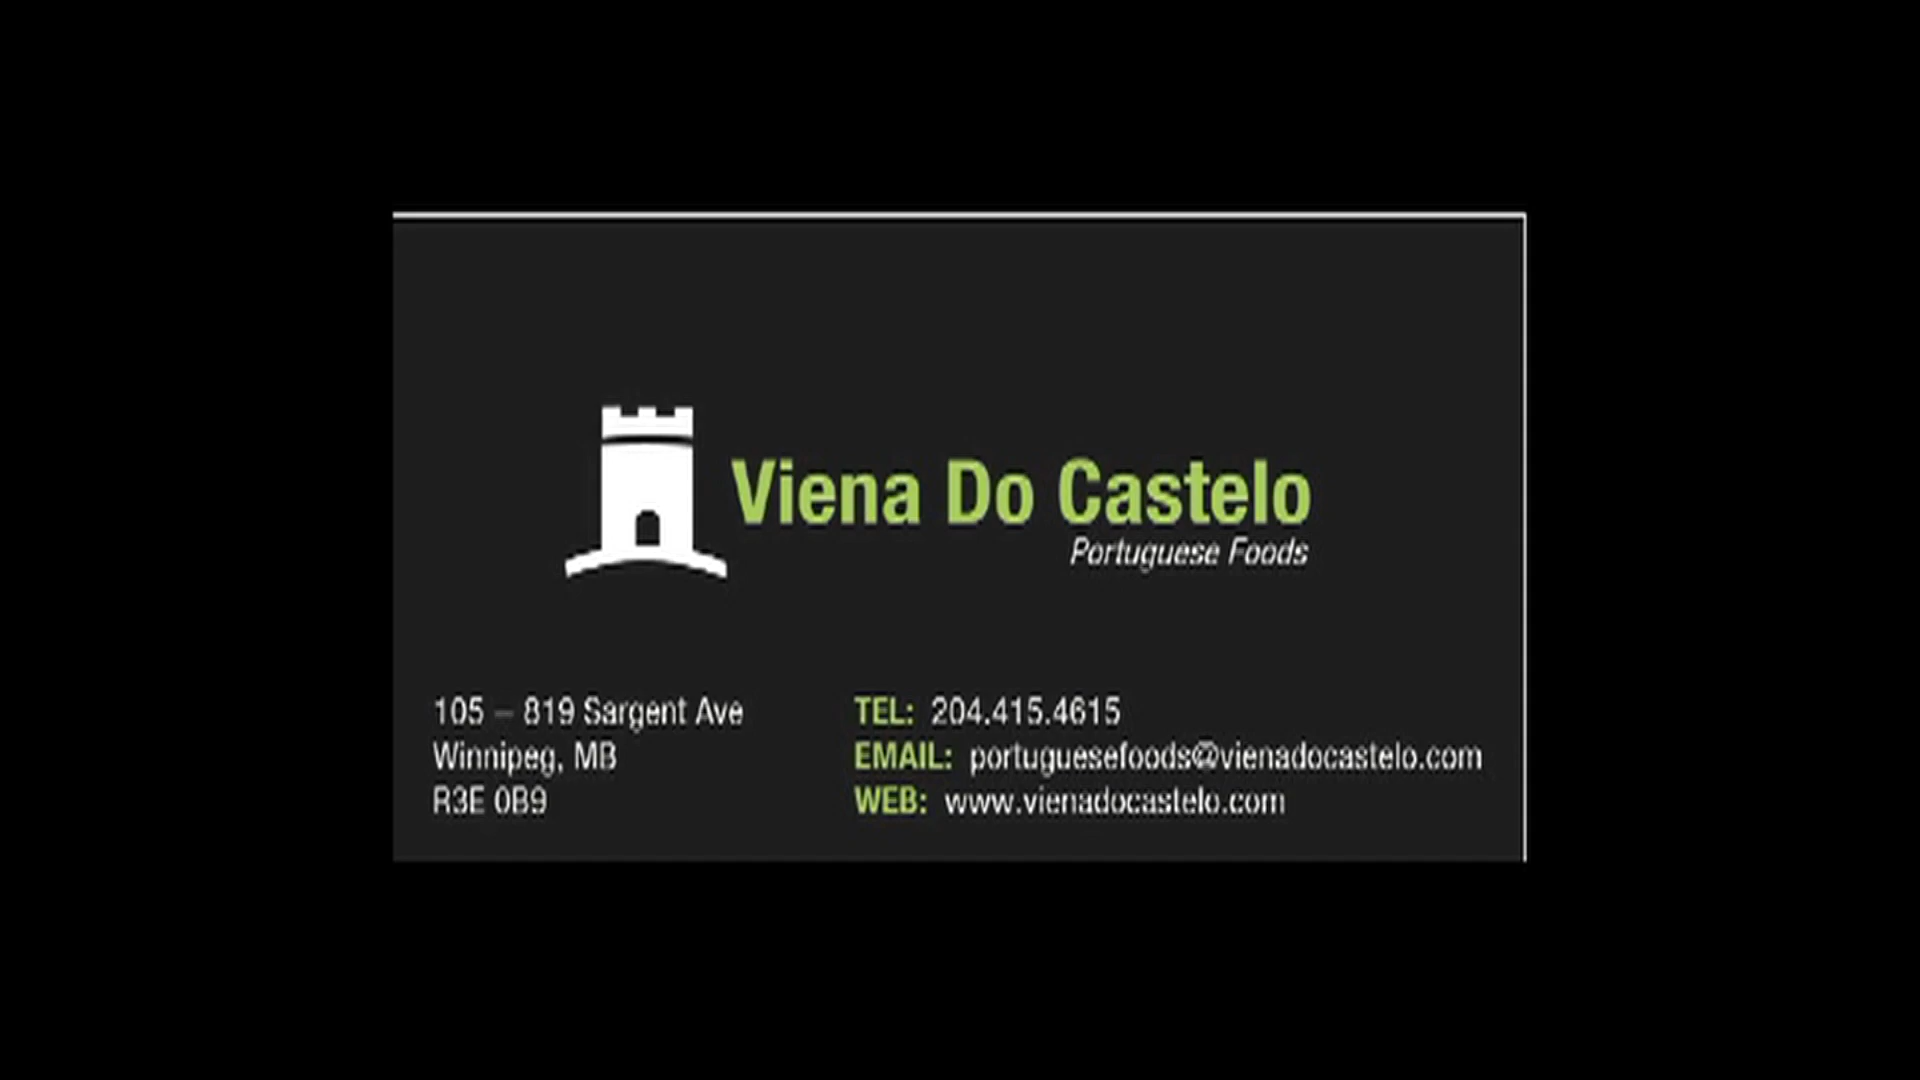 Viena Do Castelo
Portuguese Foods
105 – 819 Sargent Ave
Winnipeg, MB
R3E 0B9
TEL: 204.415.4615
EMAIL: portuguesefoods@vienadocastelo.com
WEB: www.vienadocastelo.com